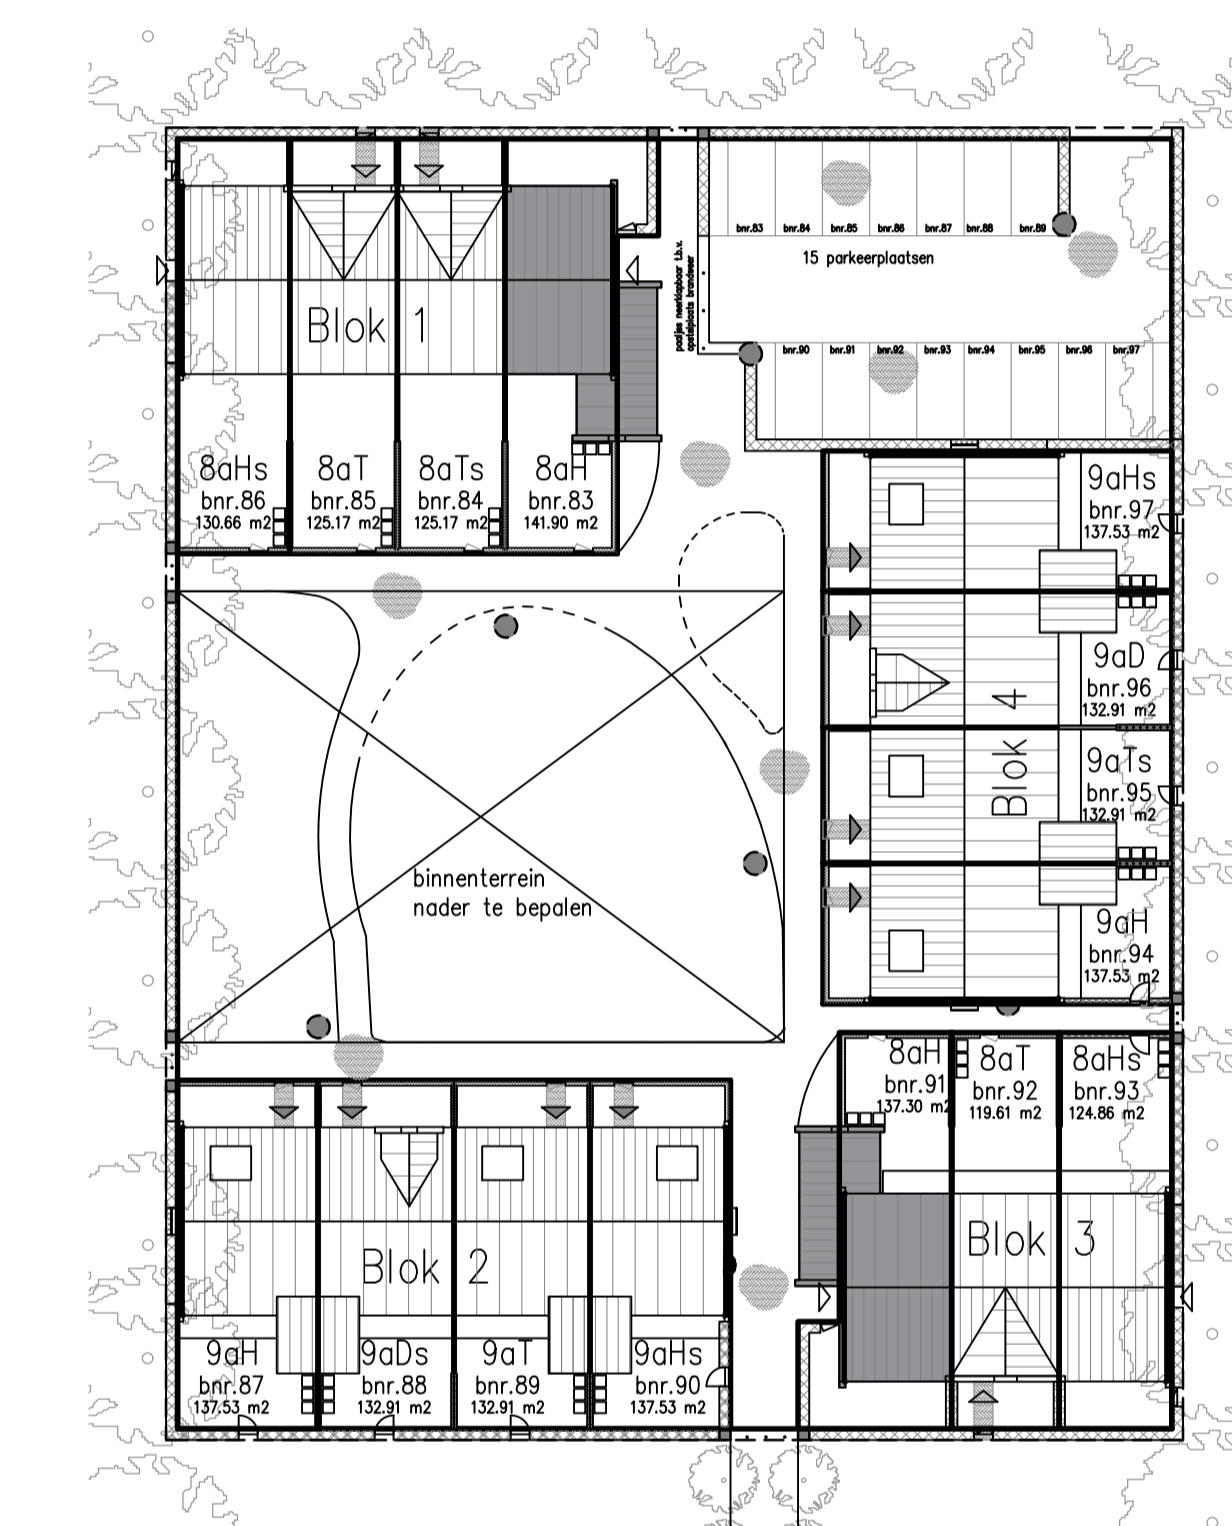 bnr.83 bnr.84 bnr.85 bnr.86 bnr.87 bnr.88 bnr.89
15 parkeerplaatsen
paaltjes neerklapbaar t.b.v.
opstelplaats brandweer
bnr.90 bnr.91 bnr.92 bnr.93 bnr.94 bnr.95 bnr.96 bnr.97
Blok 1
8aHs
bnr.86
130.66 m2
8aT
bnr.85
125.17 m2
8aTs
bnr.84
125.17 m2
8aH
bnr.83
141.90 m2
9aHs
bnr.97
137.53 m2
9aD
bnr.96
132.91 m2
Blok 4
9aTs
bnr.95
132.91 m2
9aH
bnr.94
137.53 m2
binnenterrein
nader te bepalen
8aH
bnr.91
137.30 m2
8aT
bnr.92
119.61 m2
8aHs
bnr.93
124.86 m2
Blok 3
Blok 2
9aH
bnr.87
137.53 m2
9aDs
bnr.88
132.91 m2
9aT
bnr.89
132.91 m2
9aHs
bnr.90
137.53 m2